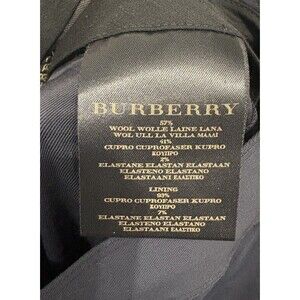 BURBERRY
57%
WOOL WOLLE LAINE LANA
WOL ULL LA VILLA ΜΑΛΛΙ
41%
CUPRO CUPROFASER KUPRO
ΚΟΥΠΡΟ
2%
ELASTANE ELASTAN ELASTAAN
ELASTENO ELASTANO
ELASTAANI ΕΛΑΣΤΙΚΟ
LINING
93%
CUPRO CUPROFASER KUPRO
ΚΟΥΠΡΟ
7%
ELASTANE ELASTAN ELASTAAN
ELASTENO ELASTANO
ELASTAANI ΕΛΑΣΤΙΚΟ